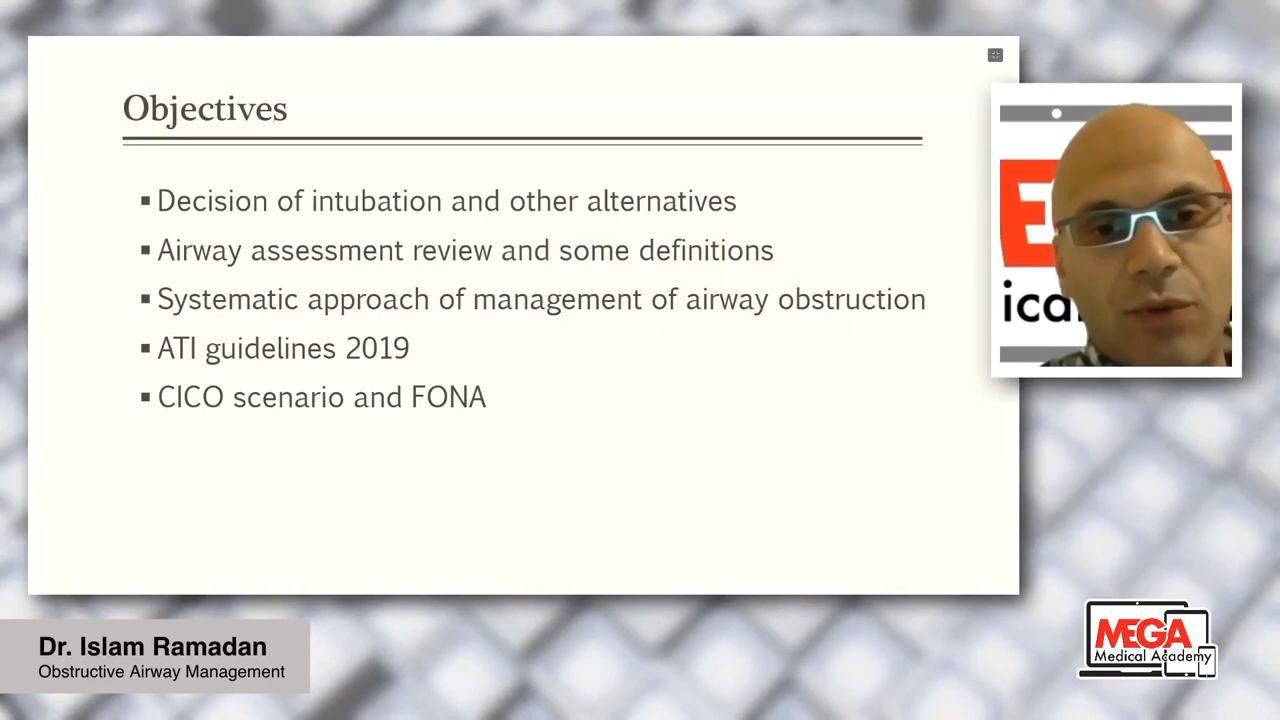 Objectives
▪ Decision of intubation and other alternatives
▪ Airway assessment review and some definitions
▪ Systematic approach of management of airway obstruction
▪ ATI guidelines 2019
▪ CICO scenario and FONA
ica
Dr. Islam Ramadan
Obstructive Airway Management
MEGA
Medical Academy